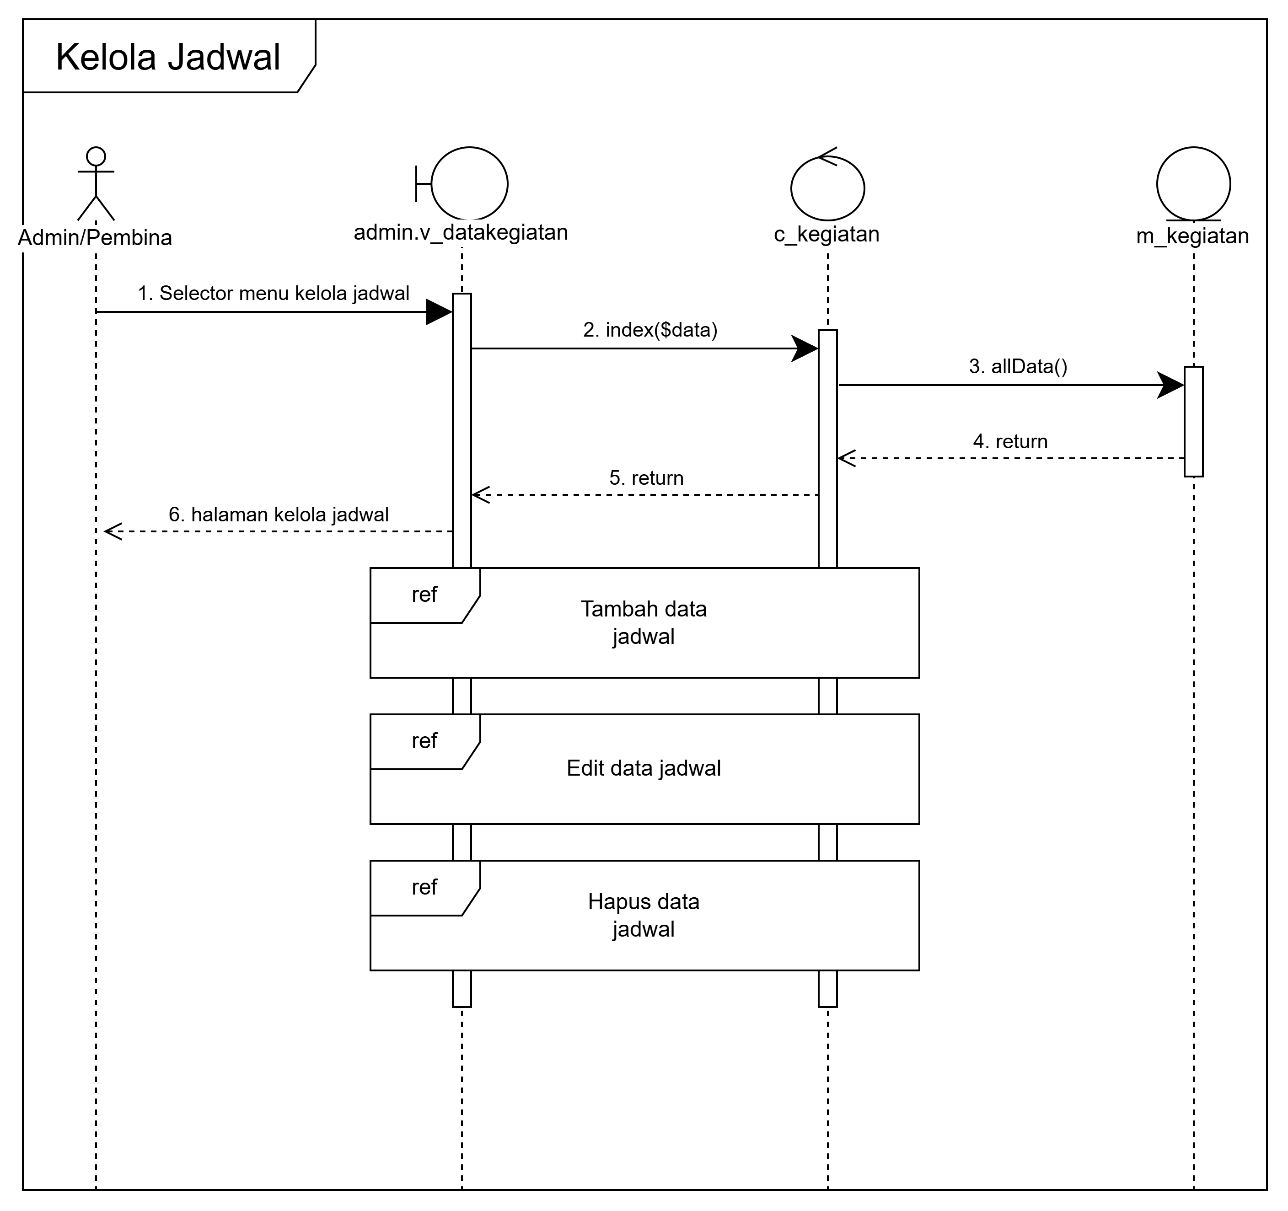 Kelola Jadwal
Admin/Pembina
admin.v_datakegiatan
c_kegiatan
m_kegiatan
1. Selector menu kelola jadwal
2. index($data)
3. allData()
4. return
5. return
6. halaman kelola jadwal
ref
Tambah data
jadwal
ref
Edit data jadwal
ref
Hapus data
jadwal